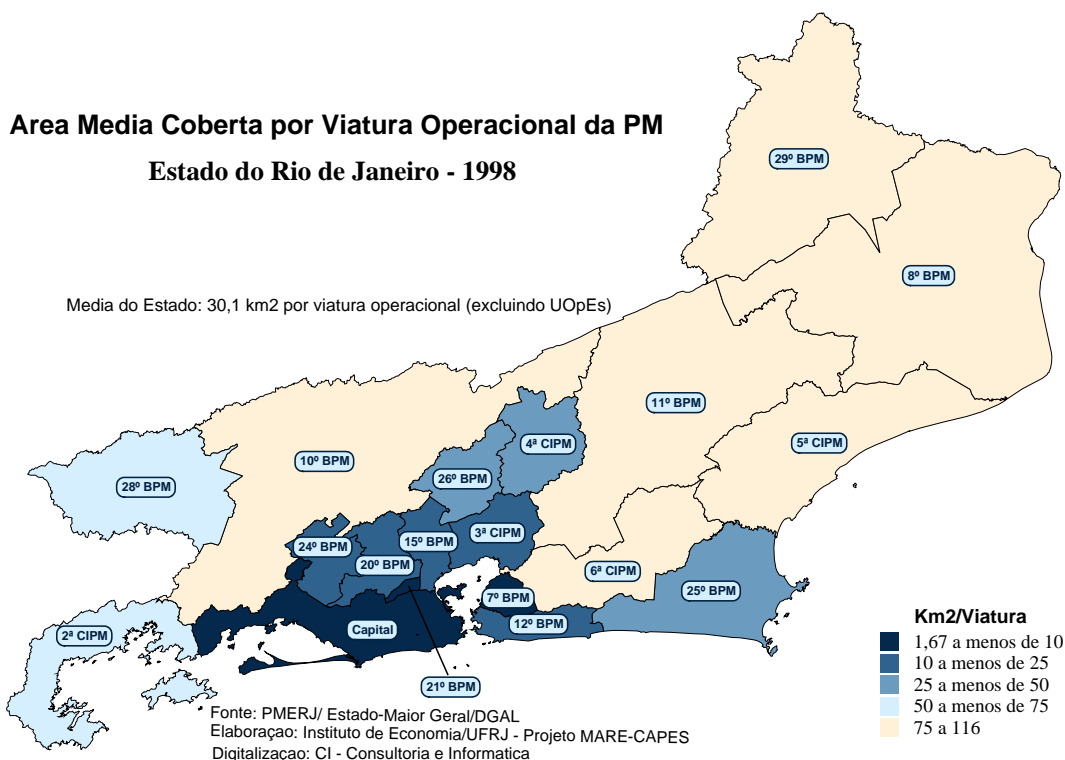 Area Media Coberta por Viatura Operacional da PM
Estado do Rio de Janeiro - 1998
29º BPM
8º BPM
Media do Estado: 30,1 km2 por viatura operacional (excluindo UOpEs)
11º BPM
4ª CIPM
5ª CIPM
10º BPM
26º BPM
28º BPM
15º BPM
3ª CIPM
24º BPM
20º BPM
6ª CIPM
7º BPM
25º BPM
12º BPM
Capital
2ª CIPM
21º BPM
Km2/Viatura
1,67 a menos de 10
10 a menos de 25
25 a menos de 50
50 a menos de 75
75 a 116
Fonte: PMERJ/ Estado-Maior Geral/DGAL
Elaboraçao: Instituto de Economia/UFRJ - Projeto MARE-CAPES
Digitalizaçao: CI - Consultoria e Informatica